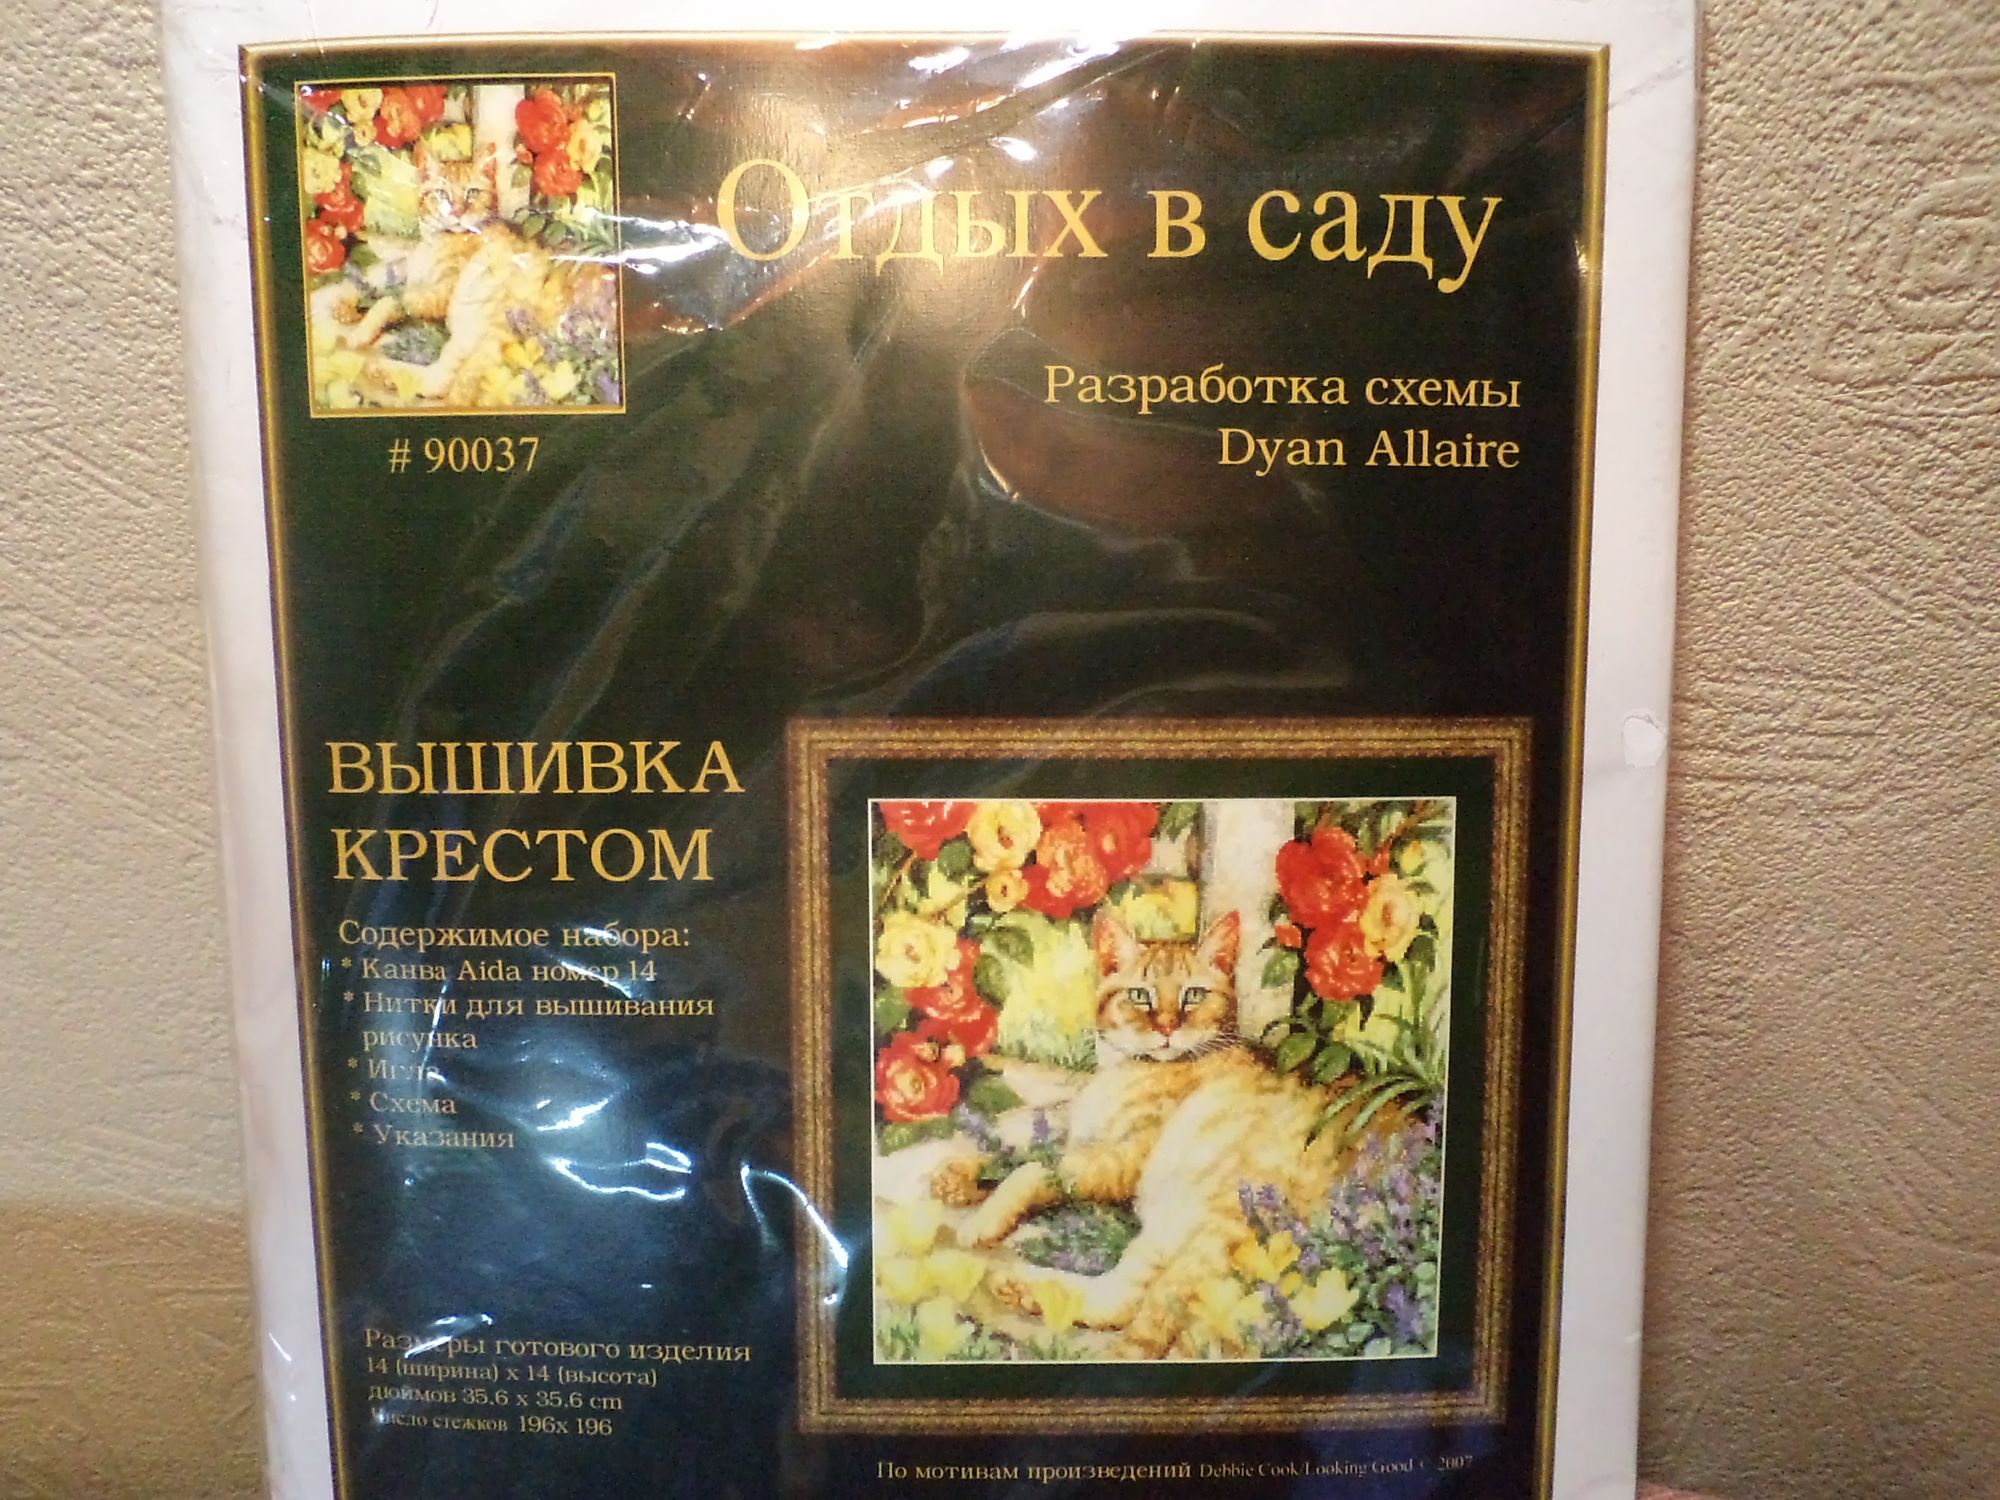 Отдых в саду
Разработка схемы
Dyan Allaire
# 90037
ВЫШИВКА
КРЕСТОМ
Содержимое набора:
* Канва Aida номер 14
* Нитки для вышивания
рисунка
* Игла
* Схема
* Указания
Размеры готового изделия
14 (ширина) x 14 (высота)
дюймов 35.6 x 35.6 cm
Число стежков 196x 196
По мотивам произведений Debbie Cook/Looking Good © 2007